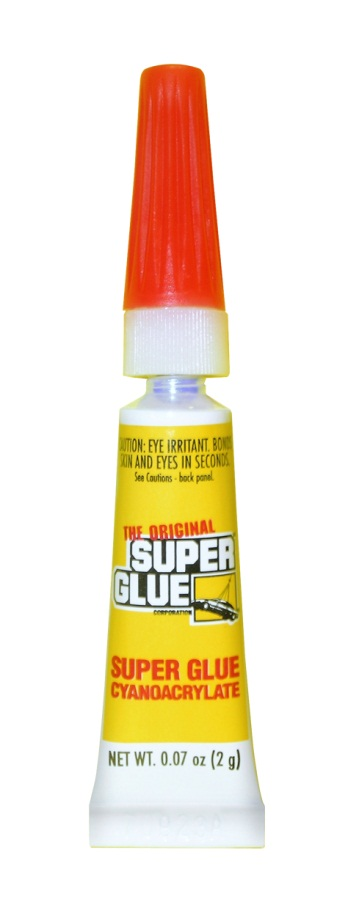 CAUTION: EYE IRRITANT. BONDS
SKIN AND EYES IN SECONDS.
See Cautions - back panel.
THE ORIGINAL
SUPER
GLUE
CORPORATION
SUPER GLUE
CYANOACRYLATE
NET WT. 0.07 oz (2 g)